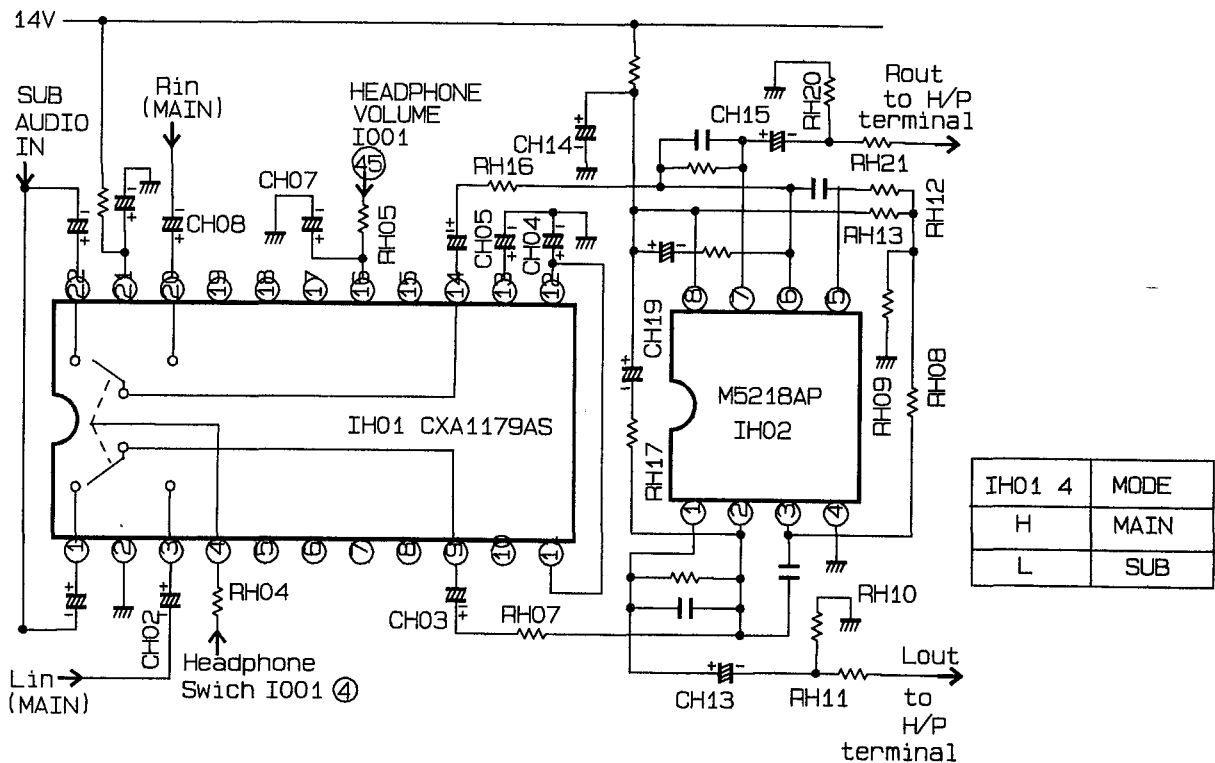 14V
SUB
AUDIO
IN
Rin
(MAIN)
HEADPHONE
VOLUME
I001
45
CH14
RH16
CH15
RH20
Rout
to H/P
terminal
RH21
CH08
CH07
RH05
CH05
CH04
RH12
RH13
22
21
20
19
18
17
16
15
14
13
12
8
7
6
5
CH19
RH09
RH08
IH01 CXA1179AS
M5218AP
IH02
RH17
1
2
3
4
5
6
7
8
9
10
11
1
2
3
4
IH01 4 MODE
H MAIN
L SUB
CH02
RH04
CH03
RH07
RH10
Lin
(MAIN)
Headphone
Swich I001 4
CH13
RH11
Lout
to
H/P
terminal